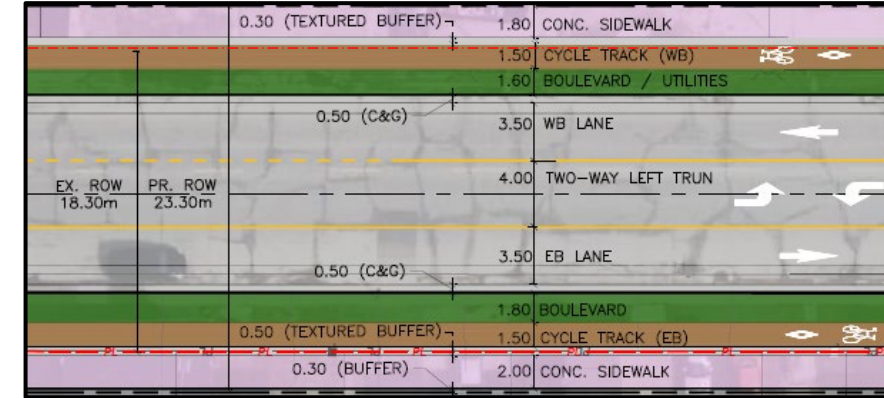 0.30 (TEXTURED BUFFER)
1.80 CONC. SIDEWALK
1.50 CYCLE TRACK (WB)
1.60 BOULEVARD / UTILITIES
0.50 (C&G)
3.50 WB LANE
EX. ROW
18.30m
PR. ROW
23.30m
4.00 TWO-WAY LEFT TRUN
3.50 EB LANE
0.50 (C&G)
1.80 BOULEVARD
0.50 (TEXTURED BUFFER)
1.50 CYCLE TRACK (EB)
0.30 (BUFFER)
2.00 CONC. SIDEWALK